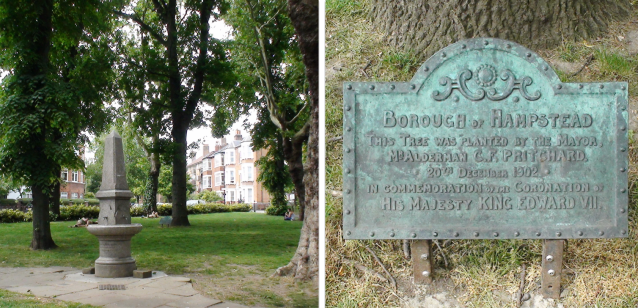 BOROUGH OF HAMPSTEAD
THIS TREE WAS PLANTED BY THE MAYOR
MR ALDERMAN C.F. PRITCHARD.
20TH DECEMBER 1902.
IN COMMEMORATION OF THE CORONATION OF
HIS MAJESTY KING EDWARD VII.